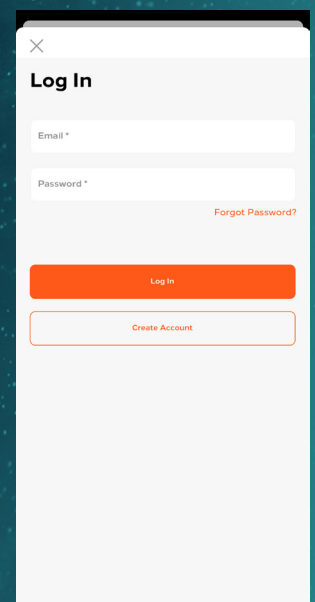 Log In
Email *
Password *
Forgot Password?
Log In
Create Account